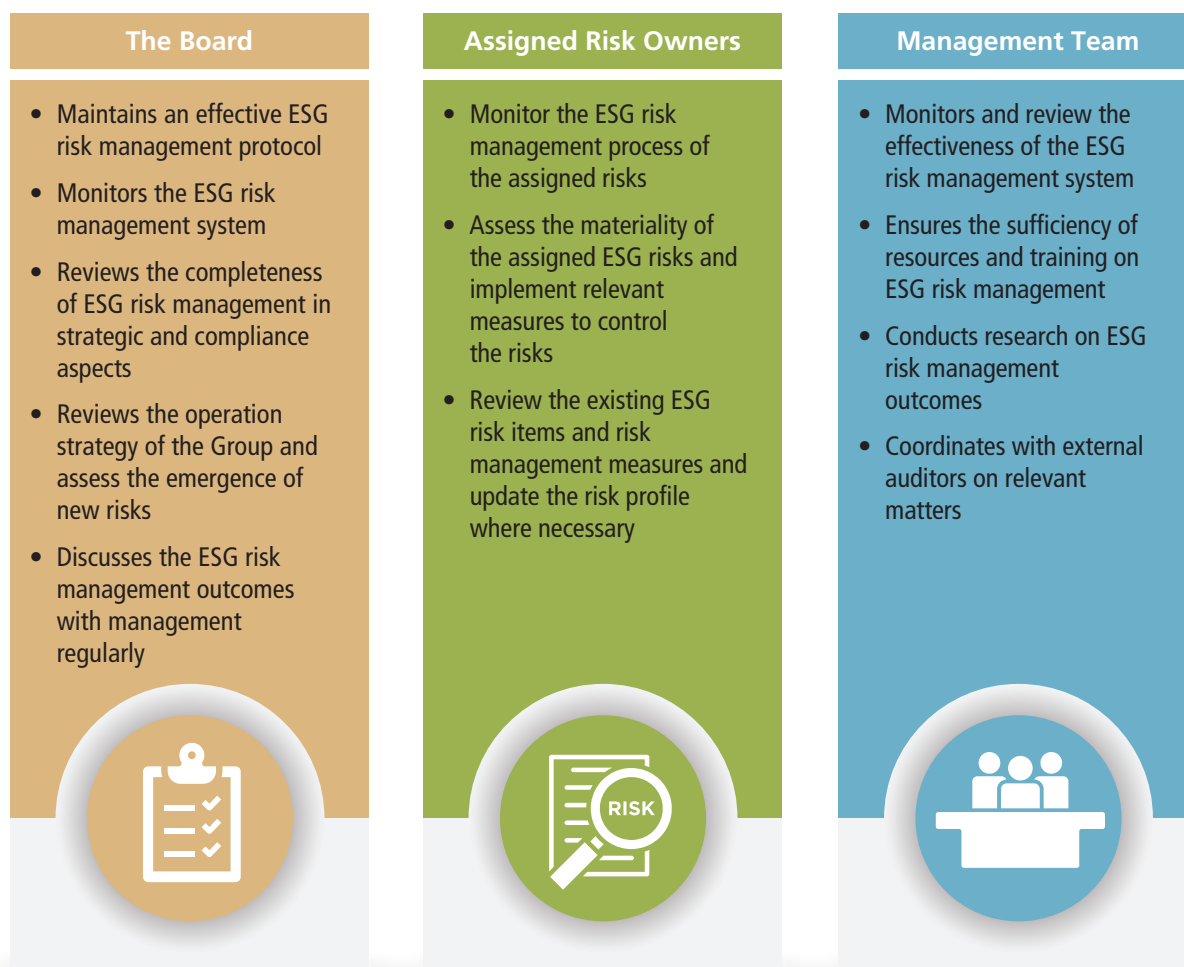 The Board
• Maintains an effective ESG
risk management protocol
• Monitors the ESG risk
management system
• Reviews the completeness
of ESG risk management in
strategic and compliance
aspects
• Reviews the operation
strategy of the Group and
assess the emergence of
new risks
• Discusses the ESG risk
management outcomes
with management
regularly
Assigned Risk Owners
• Monitor the ESG risk
management process of
the assigned risks
• Assess the materiality of
the assigned ESG risks and
implement relevant
measures to control
the risks
• Review the existing ESG
risk items and risk
management measures and
update the risk profile
where necessary
RISK
Management Team
• Monitors and review the
effectiveness of the ESG
risk management system
• Ensures the sufficiency of
resources and training on
ESG risk management
• Conducts research on ESG
risk management
outcomes
• Coordinates with external
auditors on relevant
matters